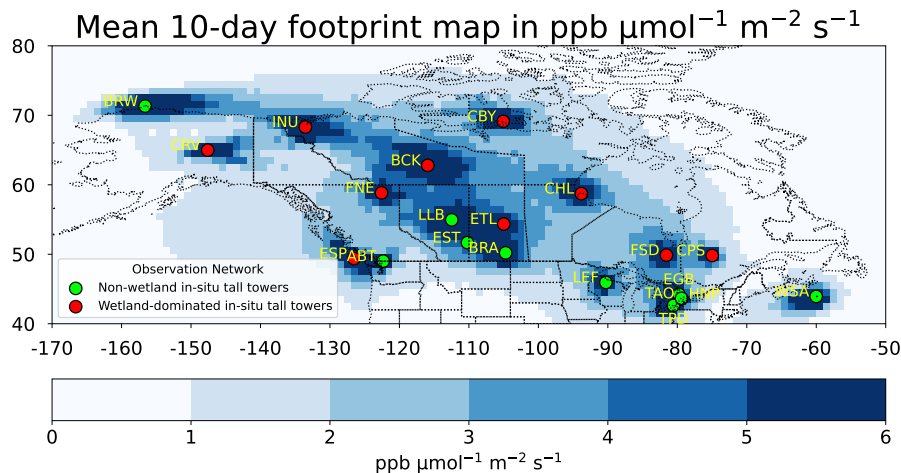 Mean 10-day footprint map in ppb μmol⁻¹ m⁻² s⁻¹
80
70
60
50
40
BRW
CRV
INU
CBY
BCK
FNE
CHL
LLB
ETL
EST
BRA
ESP
ABT
FSD
CPS
LEF
EGB
TAO
HNP
TPD
WSA
Observation Network
Non-wetland in-situ tall towers
Wetland-dominated in-situ tall towers
-170 -160 -150 -140 -130 -120 -110 -100 -90 -80 -70 -60 -50
0 1 2 3 4 5 6
ppb μmol⁻¹ m⁻² s⁻¹